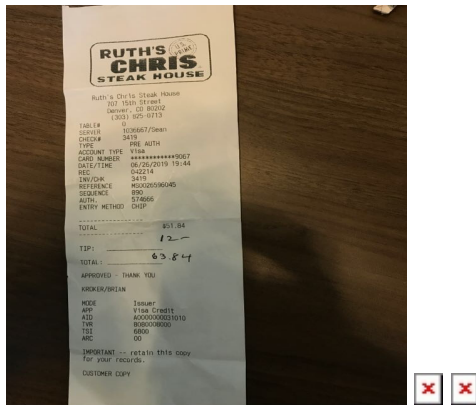 RUTH'S
U.S. PRIME
CHRIS
STEAK HOUSE
Ruth's Chris Steak House
707 15th Street
Denver, CO 80202
(303) 825-0713
TABLE# 0
SERVER 1036667/Sean
CHECK# 3419
TYPE PRE AUTH
ACCOUNT TYPE Visa
CARD NUMBER ************9067
DATE/TIME 06/26/2019 19:44
REC 042214
INV/CHK 3419
REFERENCE MS0026596045
SEQUENCE 890
AUTH. 574666
ENTRY METHOD CHIP
TOTAL $51.84
12-
TIP:
63.84
TOTAL:
APPROVED - THANK YOU
KROKER/BRIAN
MODE Issuer
APP Visa Credit
AID A0000000031010
TVR 8080008000
TSI 6800
ARC 00
IMPORTANT -- retain this copy
for your records.
CUSTOMER COPY